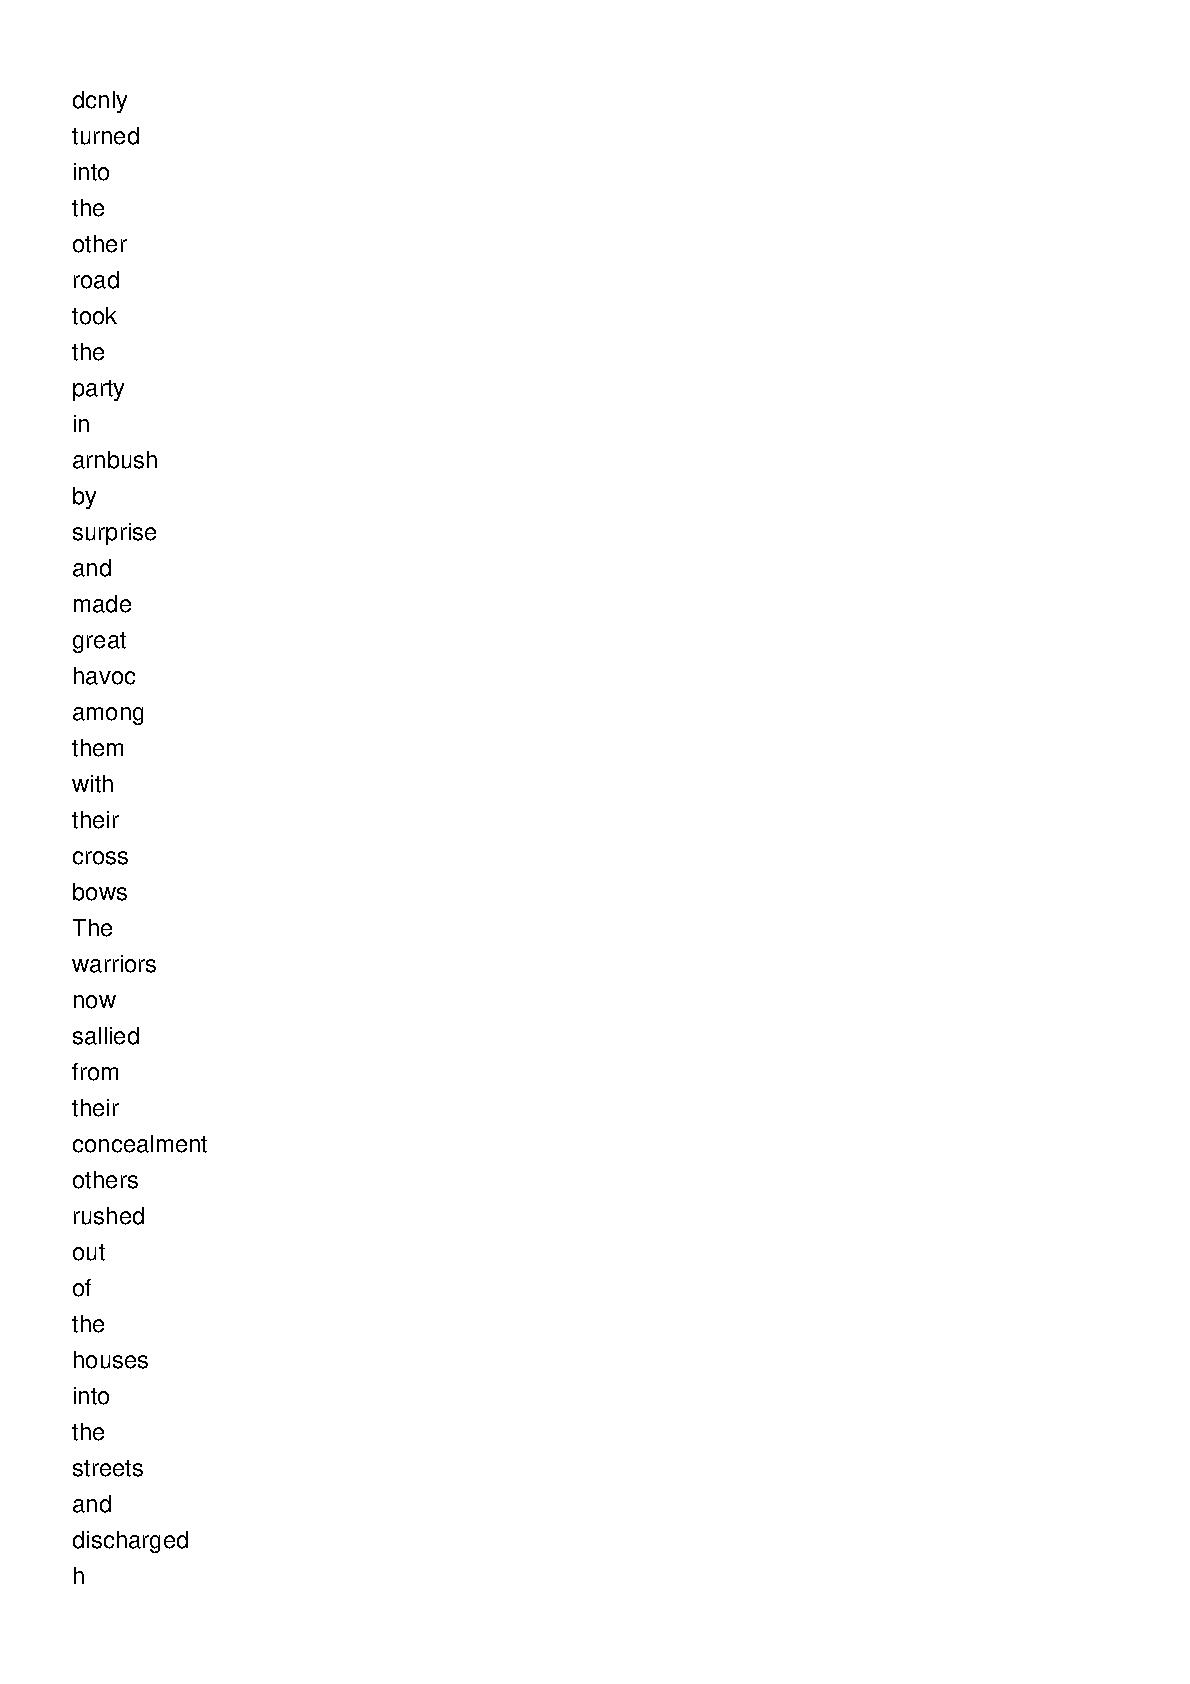 dcnly
turned
into
the
other
road
took
the
party
in
arnbush
by
surprise
and
made
great
havoc
among
them
with
their
cross
bows
The
warriors
now
sallied
from
their
concealment
others
rushed
out
of
the
houses
into
the
streets
and
discharged
h